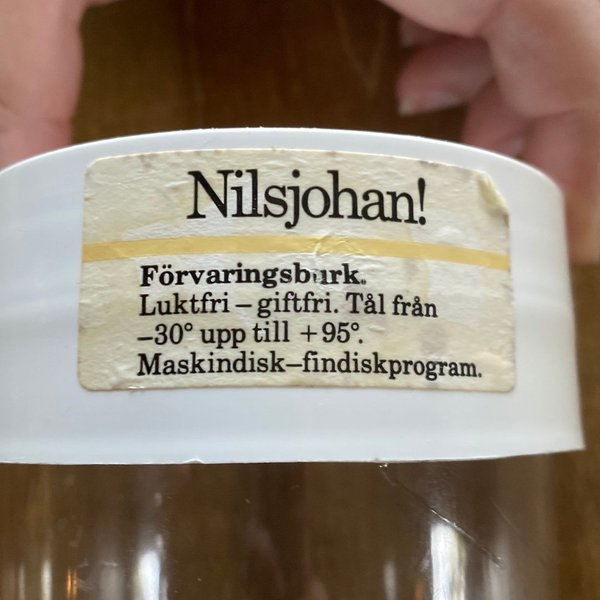 Nilsjohan!
Förvaringsburk.
Luktfri – giftfri. Tål från
–30° upp till +95°.
Maskindisk–findiskprogram.